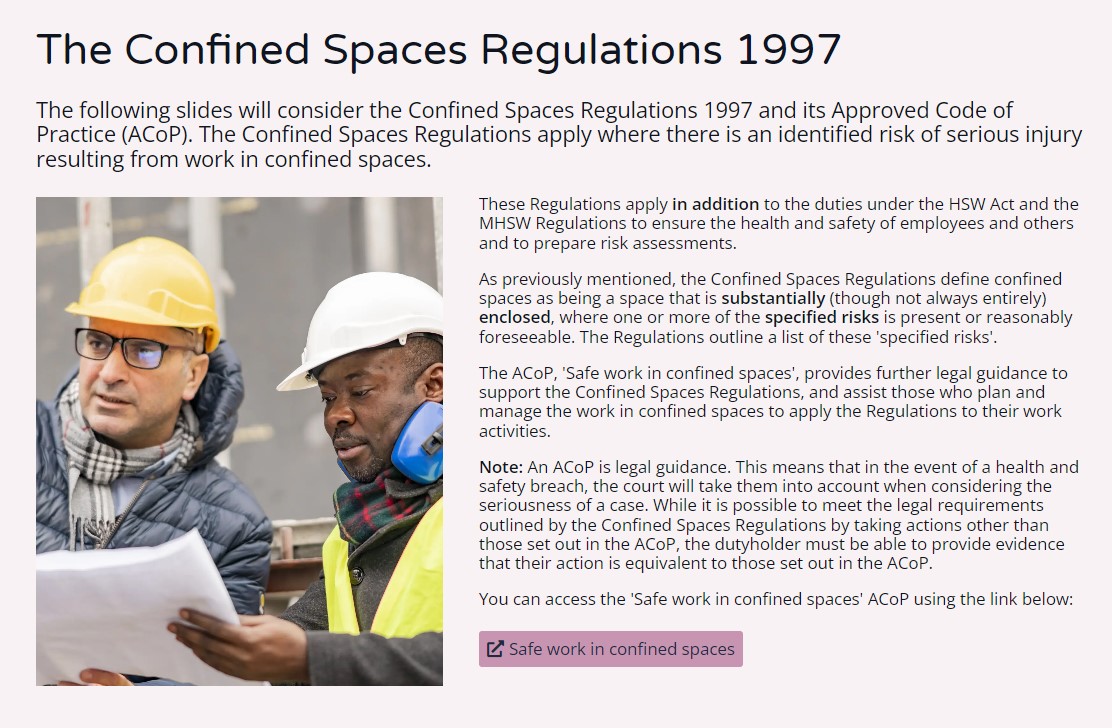 The Confined Spaces Regulations 1997
The following slides will consider the Confined Spaces Regulations 1997 and its Approved Code of
Practice (ACoP). The Confined Spaces Regulations apply where there is an identified risk of serious injury
resulting from work in confined spaces.
These Regulations apply in addition to the duties under the HSW Act and the
MHSW Regulations to ensure the health and safety of employees and others
and to prepare risk assessments.
As previously mentioned, the Confined Spaces Regulations define confined
spaces as being a space that is substantially (though not always entirely)
enclosed, where one or more of the specified risks is present or reasonably
foreseeable. The Regulations outline a list of these 'specified risks'.
The ACoP, 'Safe work in confined spaces', provides further legal guidance to
support the Confined Spaces Regulations, and assist those who plan and
manage the work in confined spaces to apply the Regulations to their work
activities.
Note: An ACoP is legal guidance. This means that in the event of a health and
safety breach, the court will take them into account when considering the
seriousness of a case. While it is possible to meet the legal requirements
outlined by the Confined Spaces Regulations by taking actions other than
those set out in the ACoP, the dutyholder must be able to provide evidence
that their action is equivalent to those set out in the ACoP.
You can access the 'Safe work in confined spaces' ACoP using the link below:
Safe work in confined spaces